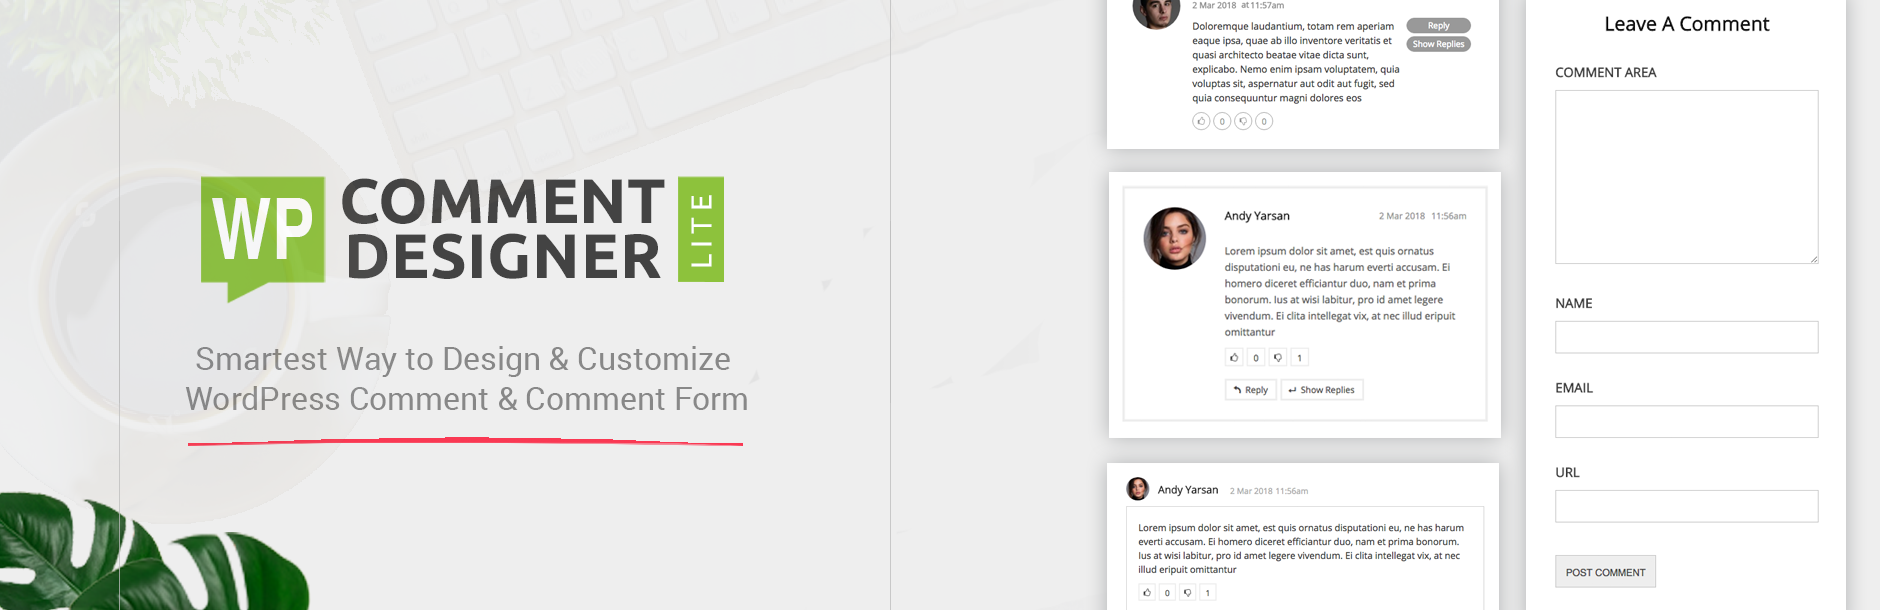 WP
COMMENT
DESIGNER
LITE
Smartest Way to Design & Customize
WordPress Comment & Comment Form
2 Mar 2018 at 11:57am
Doloremque laudantium, totam rem aperiam
eaque ipsa, quae ab illo inventore veritatis et
quasi architecto beatae vitae dicta sunt,
explicabo. Nemo enim ipsam voluptatem, quia
voluptas sit, aspernatur aut odit aut fugit, sed
quia consequuntur magni dolores eos
Reply
Show Replies
0 0
Andy Yarsan 2 Mar 2018 11:56am
Lorem ipsum dolor sit amet, est quis ornatus
disputationi eu, ne has harum everti accusam. Ei
homero diceret efficiantur duo, nam et prima
bonorum. Ius at wisi labitur, pro id amet legere
vivendum. Ei clita intellegat vix, at nec illud eripuit
omittantur
0 1
Reply Show Replies
Andy Yarsan 2 Mar 2018 11:56am
Lorem ipsum dolor sit amet, est quis ornatus disputationi eu, ne has harum
everti accusam. Ei homero diceret efficiantur duo, nam et prima bonorum.
Ius at wisi labitur, pro id amet legere vivendum. Ei clita intellegat vix, at nec
illud eripuit omittantur
0 1
Leave A Comment
COMMENT AREA
NAME
EMAIL
URL
POST COMMENT